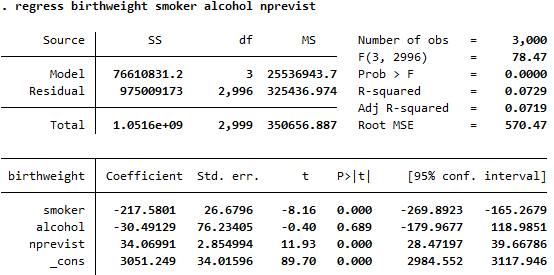 . regress birthweight smoker alcohol nprevist
Source SS df MS Number of obs = 3,000
F(3, 2996) = 78.47
Model 76610831.2 3 25536943.7 Prob > F = 0.0000
Residual 975009173 2,996 325436.974 R-squared = 0.0729
Adj R-squared = 0.0719
Total 1.0516e+09 2,999 350656.887 Root MSE = 570.47
birthweight Coefficient Std. err. t P>|t| [95% conf. interval]
smoker -217.5801 26.6796 -8.16 0.000 -269.8923 -165.2679
alcohol -30.49129 76.23405 -0.40 0.689 -179.9677 118.9851
nprevist 34.06991 2.854994 11.93 0.000 28.47197 39.66786
_cons 3051.249 34.01596 89.70 0.000 2984.552 3117.946